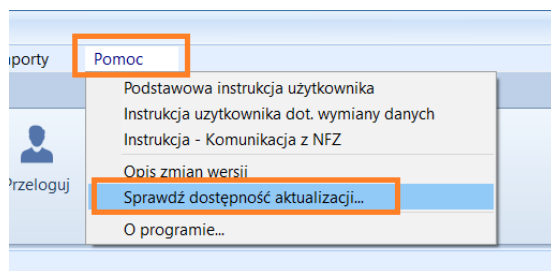 aporty Pomoc
Podstawowa instrukcja użytkownika
Instrukcja uzytkownika dot. wymiany danych
Instrukcja - Komunikacja z NFZ
Opis zmian wersji
Przeloguj
Sprawdź dostępność aktualizacji...
O programie...